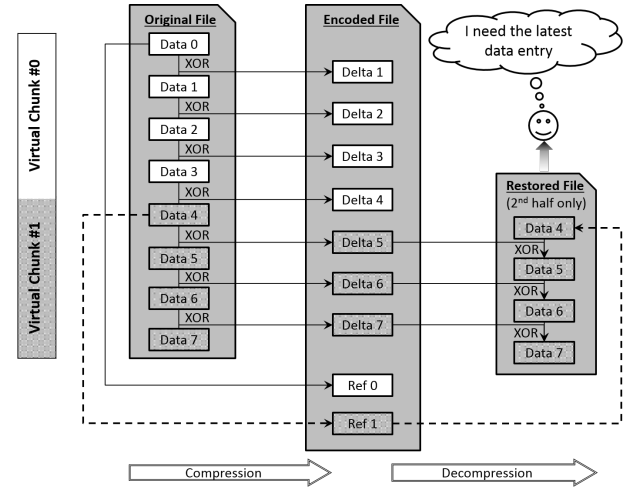 Virtual Chunk #0
Virtual Chunk #1
Original File
Data 0
XOR
Data 1
XOR
Data 2
XOR
Data 3
XOR
Data 4
XOR
Data 5
XOR
Data 6
XOR
Data 7
Encoded File
Delta 1
Delta 2
Delta 3
Delta 4
Delta 5
Delta 6
Delta 7
Ref 0
Ref 1
I need the latest
data entry
Restored File
(2nd half only)
Data 4
XOR
Data 5
XOR
Data 6
XOR
Data 7
Compression
Decompression